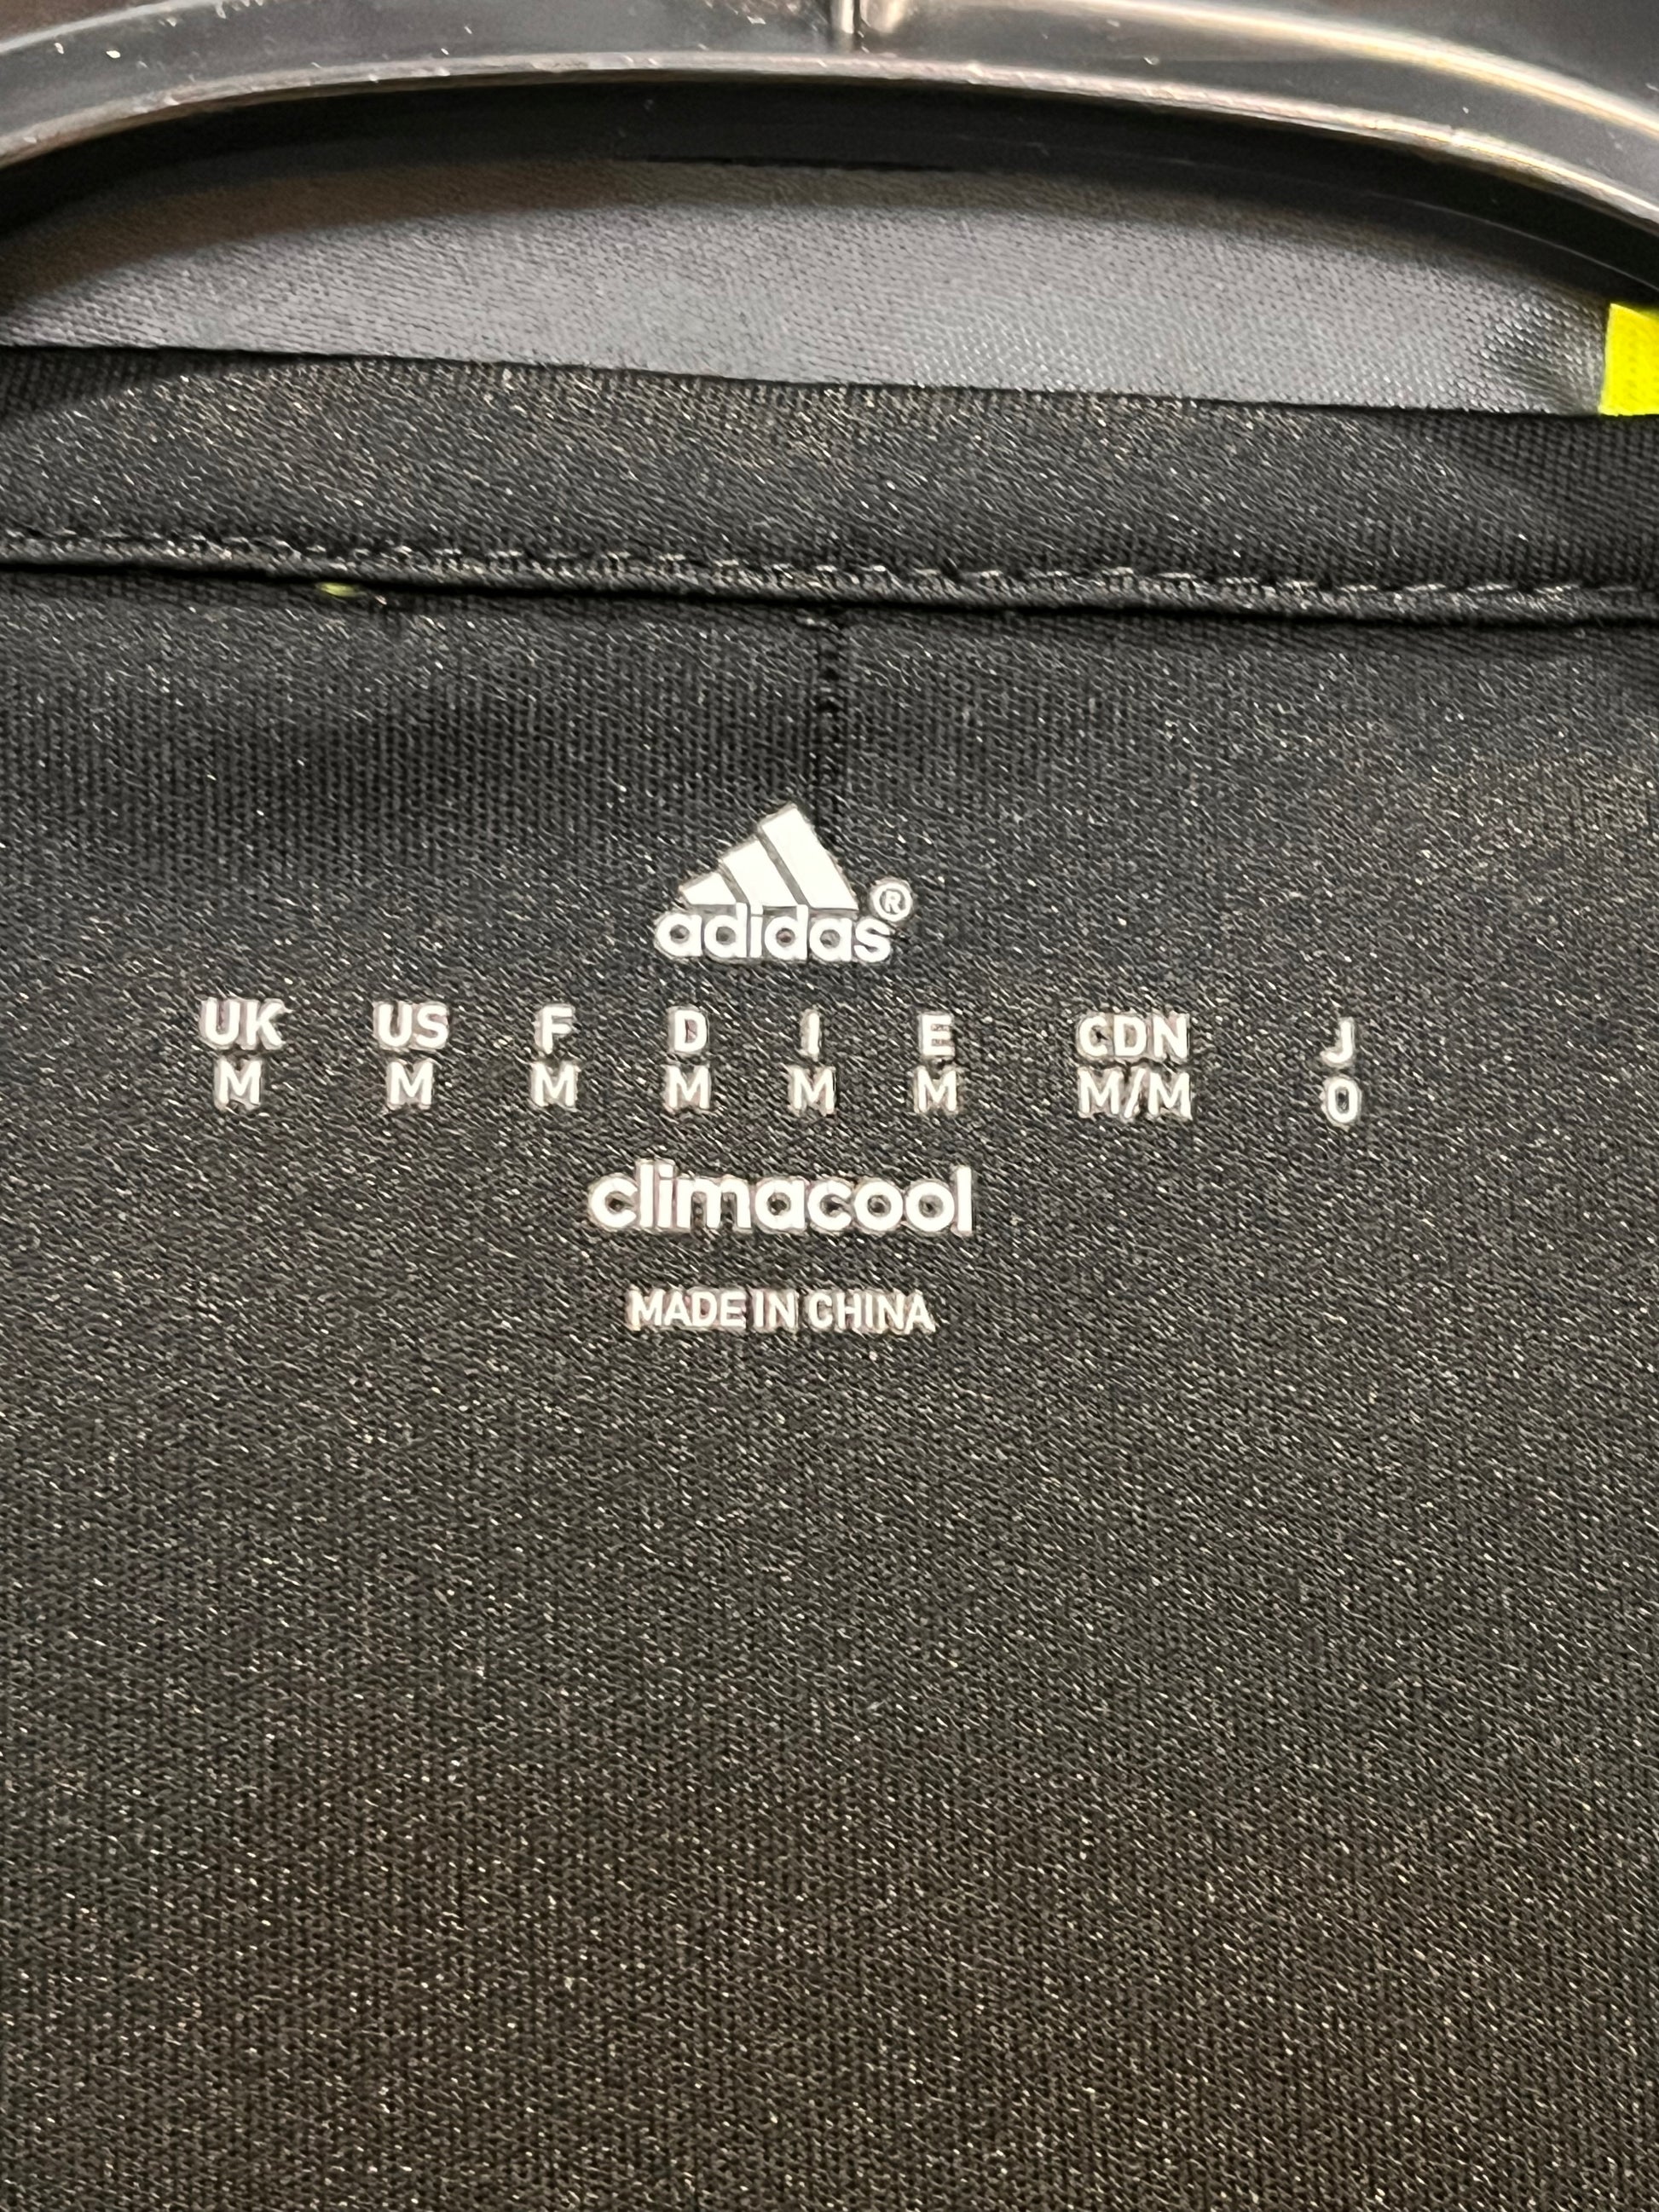 adidas®
UK US F D I E CDN J
M M M M M M M/M O
climacool
MADE IN CHINA